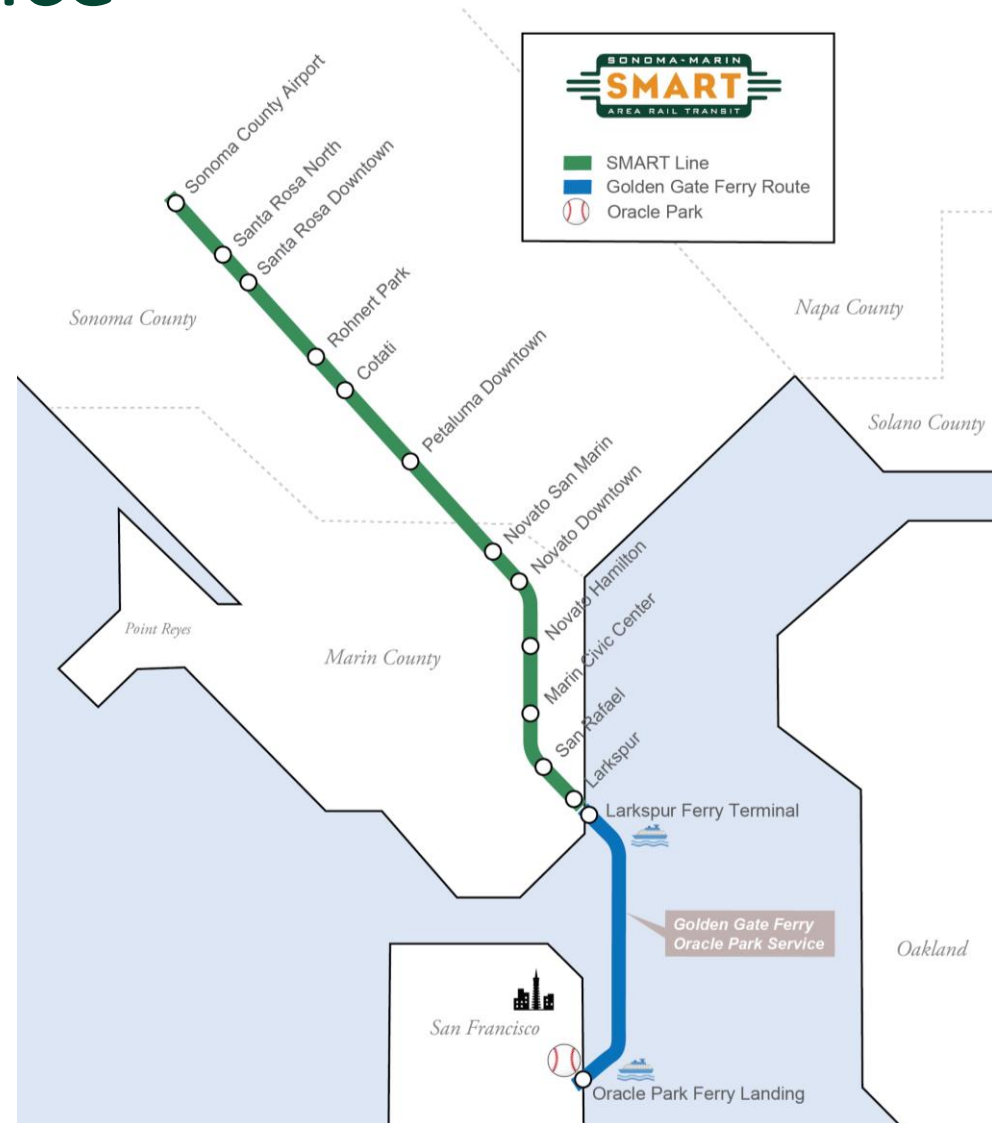 SONOMA-MARIN
SMART
AREA RAIL TRANSIT
SMART Line
Golden Gate Ferry Route
Oracle Park
Sonoma County Airport
Santa Rosa North
Santa Rosa Downtown
Rohnert Park
Cotati
Petaluma Downtown
Novato San Marin
Novato Downtown
Novato Hamilton
Marin Civic Center
San Rafael
Larkspur
Larkspur Ferry Terminal
Golden Gate Ferry
Oracle Park Service
Oracle Park Ferry Landing
Sonoma County
Napa County
Solano County
Point Reyes
Marin County
Oakland
San Francisco